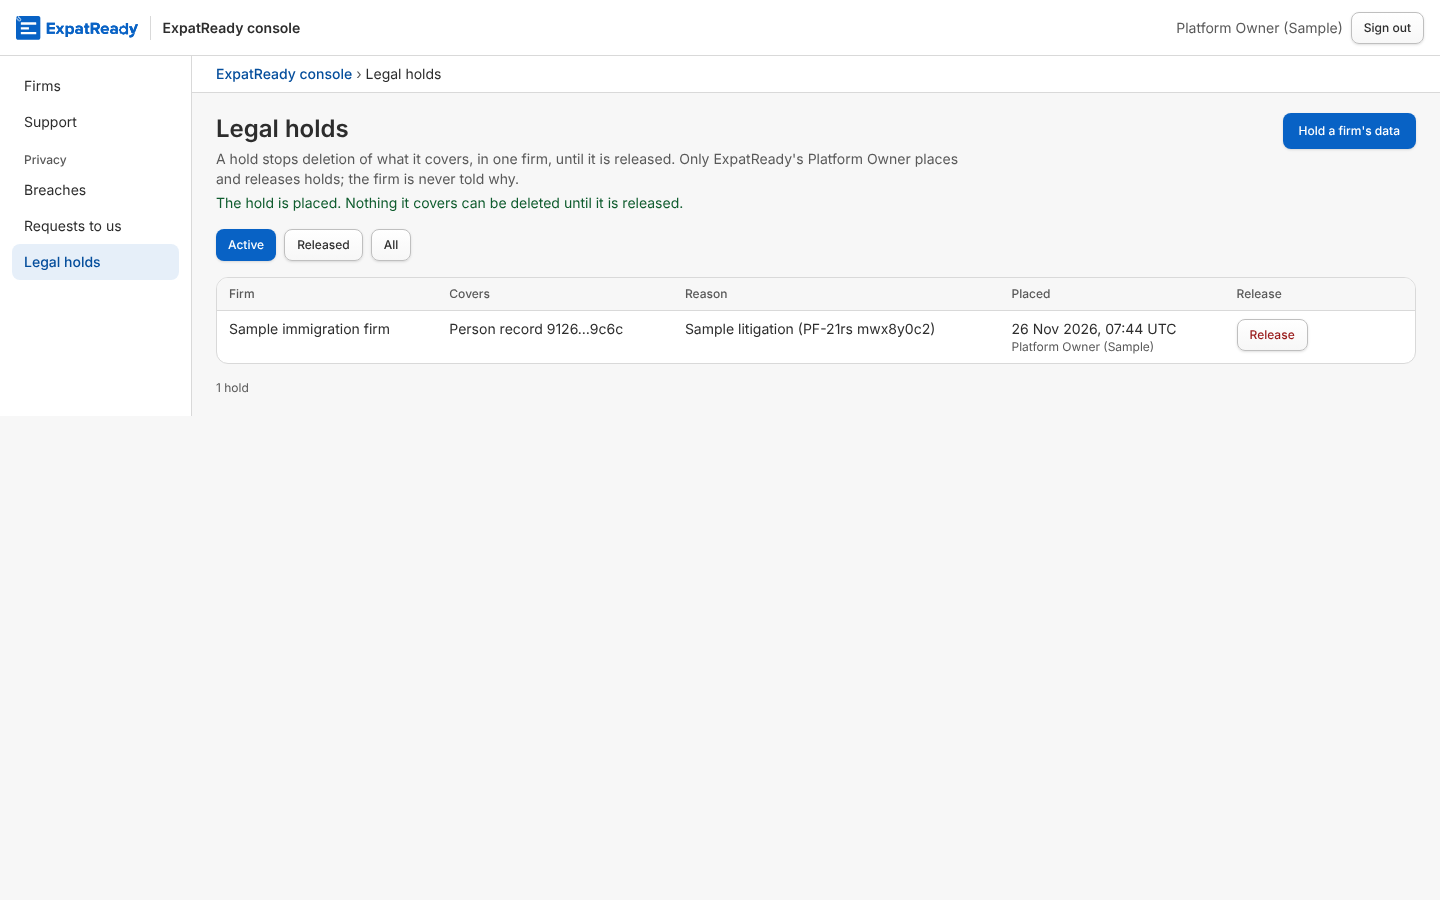 ExpatReady
ExpatReady console
Platform Owner (Sample)
Sign out
Firms
Support
Privacy
Breaches
Requests to us
Legal holds
ExpatReady console › Legal holds
Legal holds
Hold a firm's data
A hold stops deletion of what it covers, in one firm, until it is released. Only ExpatReady's Platform Owner places
and releases holds; the firm is never told why.
The hold is placed. Nothing it covers can be deleted until it is released.
Active
Released
All
Firm
Covers
Reason
Placed
Release
Sample immigration firm
Person record 9126…9c6c
Sample litigation (PF-21rs mwx8y0c2)
26 Nov 2026, 07:44 UTC
Platform Owner (Sample)
Release
1 hold